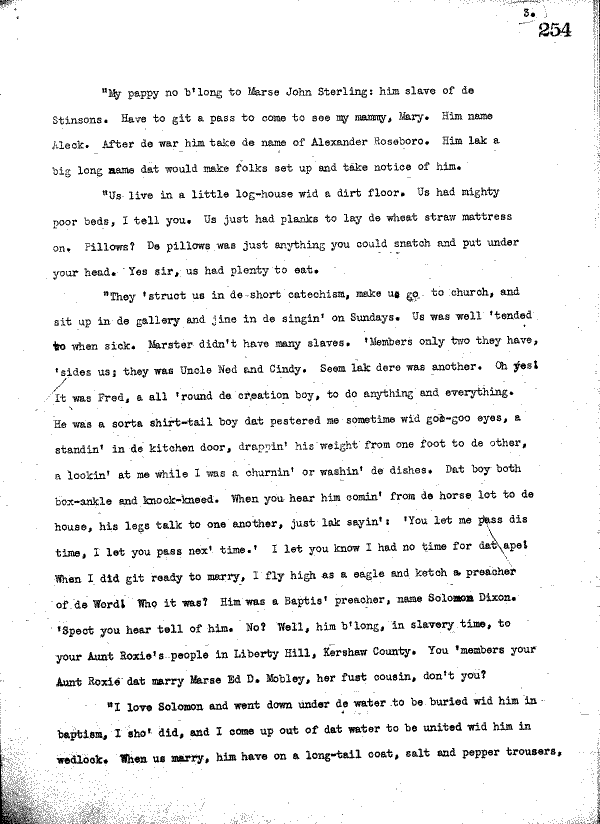 3.
254
"My pappy no b'long to Marse John Sterling: him slave of de
Stinsons. Have to git a pass to come to see my mammy, Mary. Him name
Aleck. After de war him take de name of Alexander Roseboro. Him lak a
big long name dat would make folks set up and take notice of him.
"Us live in a little log-house wid a dirt floor. Us had mighty
poor beds, I tell you. Us just had planks to lay de wheat straw mattress
on. Pillows? De pillows was just anything you could snatch and put under
your head. Yes sir, us had plenty to eat.
"They 'struct us in de short catechism, make us go to church, and
sit up in de gallery and jine in de singin' on Sundays. Us was well 'tended
to when sick. Marster didn't have many slaves. 'Members only two they have,
'sides us; they was Uncle Ned and Cindy. Seem lak dere was another. Oh yes!
It was Fred, a all 'round de creation boy, to do anything and everything.
He was a sorta shirt-tail boy dat pestered me sometime wid goo-goo eyes, a
standin' in de kitchen door, drappin' his weight from one foot to de other,
a lookin' at me while I was a churnin' or washin' de dishes. Dat boy both
box-ankle and knock-kneed. When you hear him comin' from de horse lot to de
house, his legs talk to one another, just lak sayin': 'You let me pass dis
time, I let you pass nex' time.' I let you know I had no time for dat ape!
When I did git ready to marry, I fly high as a eagle and ketch a preacher
of de Word! Who it was? Him was a Baptis' preacher, name Solomon Dixon.
'Spect you hear tell of him. No? Well, him b'long, in slavery time, to
your Aunt Roxie's people in Liberty Hill, Kershaw County. You 'members your
Aunt Roxie dat marry Marse Ed D. Mobley, her fust cousin, don't you?
"I love Solomon and went down under de water to be buried wid him in
baptism, I sho' did, and I come up out of dat water to be united wid him in
wedlock. When us marry, him have on a long-tail coat, salt and pepper trousers,